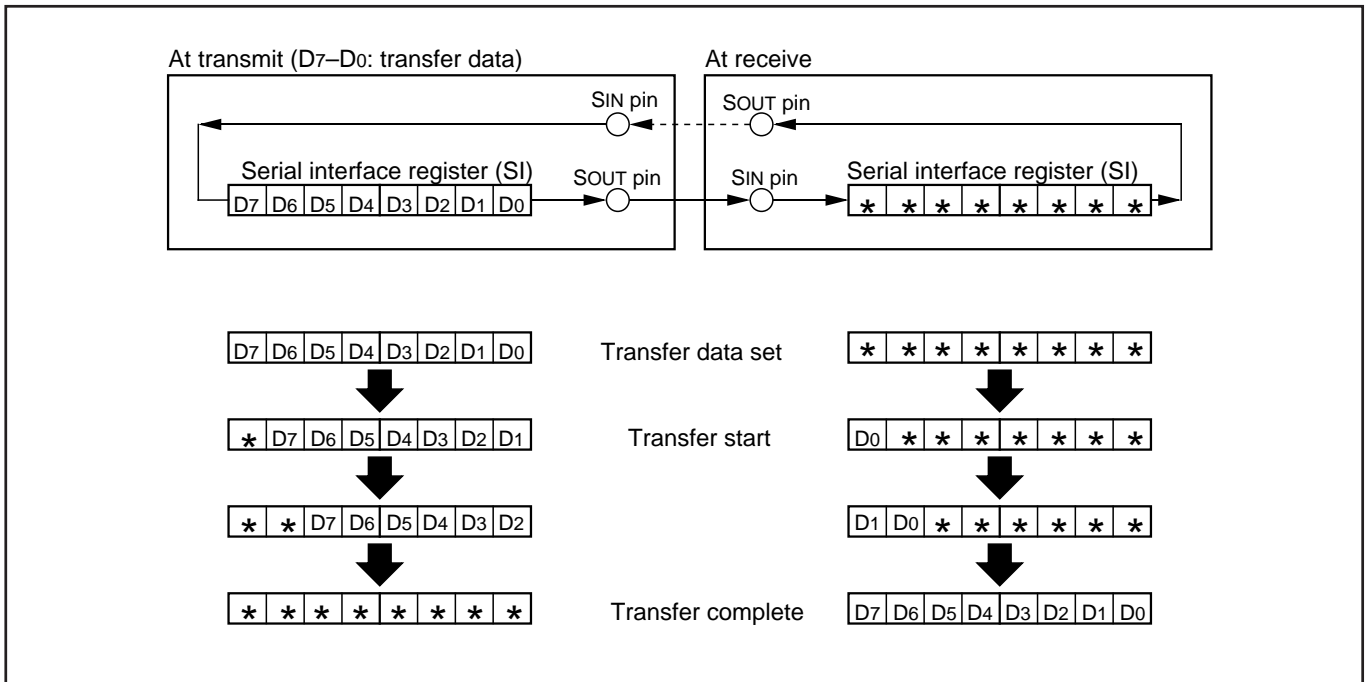 At transmit (D7–D0: transfer data) At receive
SIN pin SOUT pin
Serial interface register (SI) SOUT pin SIN pin Serial interface register (SI)
D7 D6 D5 D4 D3 D2 D1 D0 * * * * * * * *
D7 D6 D5 D4 D3 D2 D1 D0 Transfer data set * * * * * * * *
* D7 D6 D5 D4 D3 D2 D1 Transfer start D0 * * * * * * *
* * D7 D6 D5 D4 D3 D2 D1 D0 * * * * * *
* * * * * * * * Transfer complete D7 D6 D5 D4 D3 D2 D1 D0